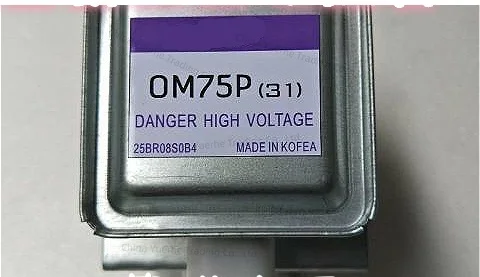 OM75P (31)
DANGER HIGH VOLTAGE
25BR08S0B4 MADE IN KOFEA